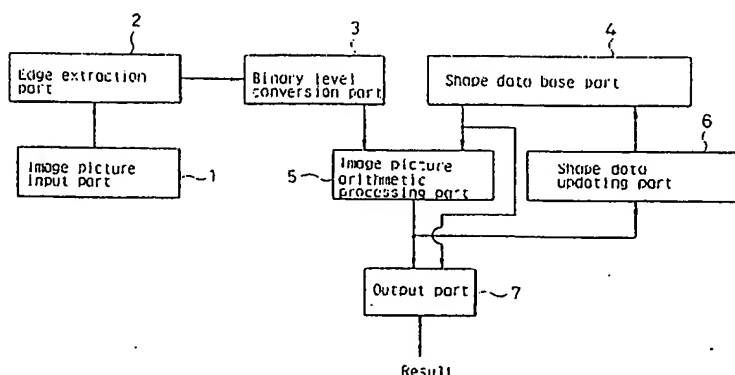 2
Edge extraction
part
3
Binary level
conversion part
4
Shape data base part
Image picture
input part
1
5
Image picture
arithmetic
processing part
6
Shape data
updating part
Output part
7
Result